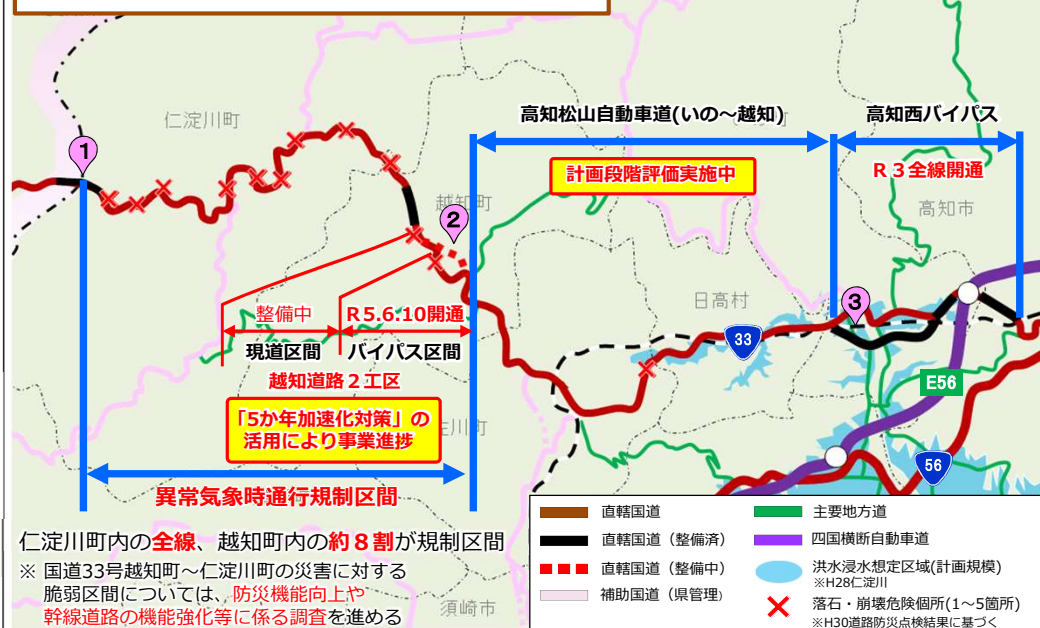 高知松山自動車道(いの～越知)
高知西バイパス
仁淀川町
1
計画段階評価実施中
Ｒ３全線開通
越知町
2
高知市
日高村
3
整備中
R5.6.10開通
33
現道区間
バイパス区間
越知道路２工区
E56
「5か年加速化対策」の
活用により事業進捗
川町
56
異常気象時通行規制区間
仁淀川町内の全線、越知町内の約８割が規制区間
※ 国道33号越知町～仁淀川町の災害に対する
脆弱区間については、防災機能向上や
幹線道路の機能強化等に係る調査を進める
須崎市
直轄国道
直轄国道（整備済）
直轄国道（整備中）
補助国道（県管理）
主要地方道
四国横断自動車道
洪水浸水想定区域(計画規模)
※H28仁淀川
落石・崩壊危険個所(1～5箇所)
※H30道路防災点検結果に基づく